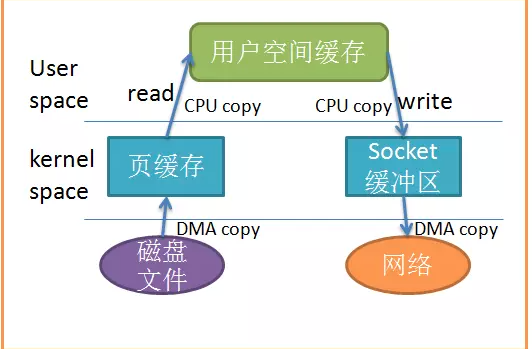 用户空间缓存
User
space
read
CPU copy
CPU copy
write
kernel
space
页缓存
Socket
缓冲区
DMA copy
DMA copy
磁盘
文件
网络